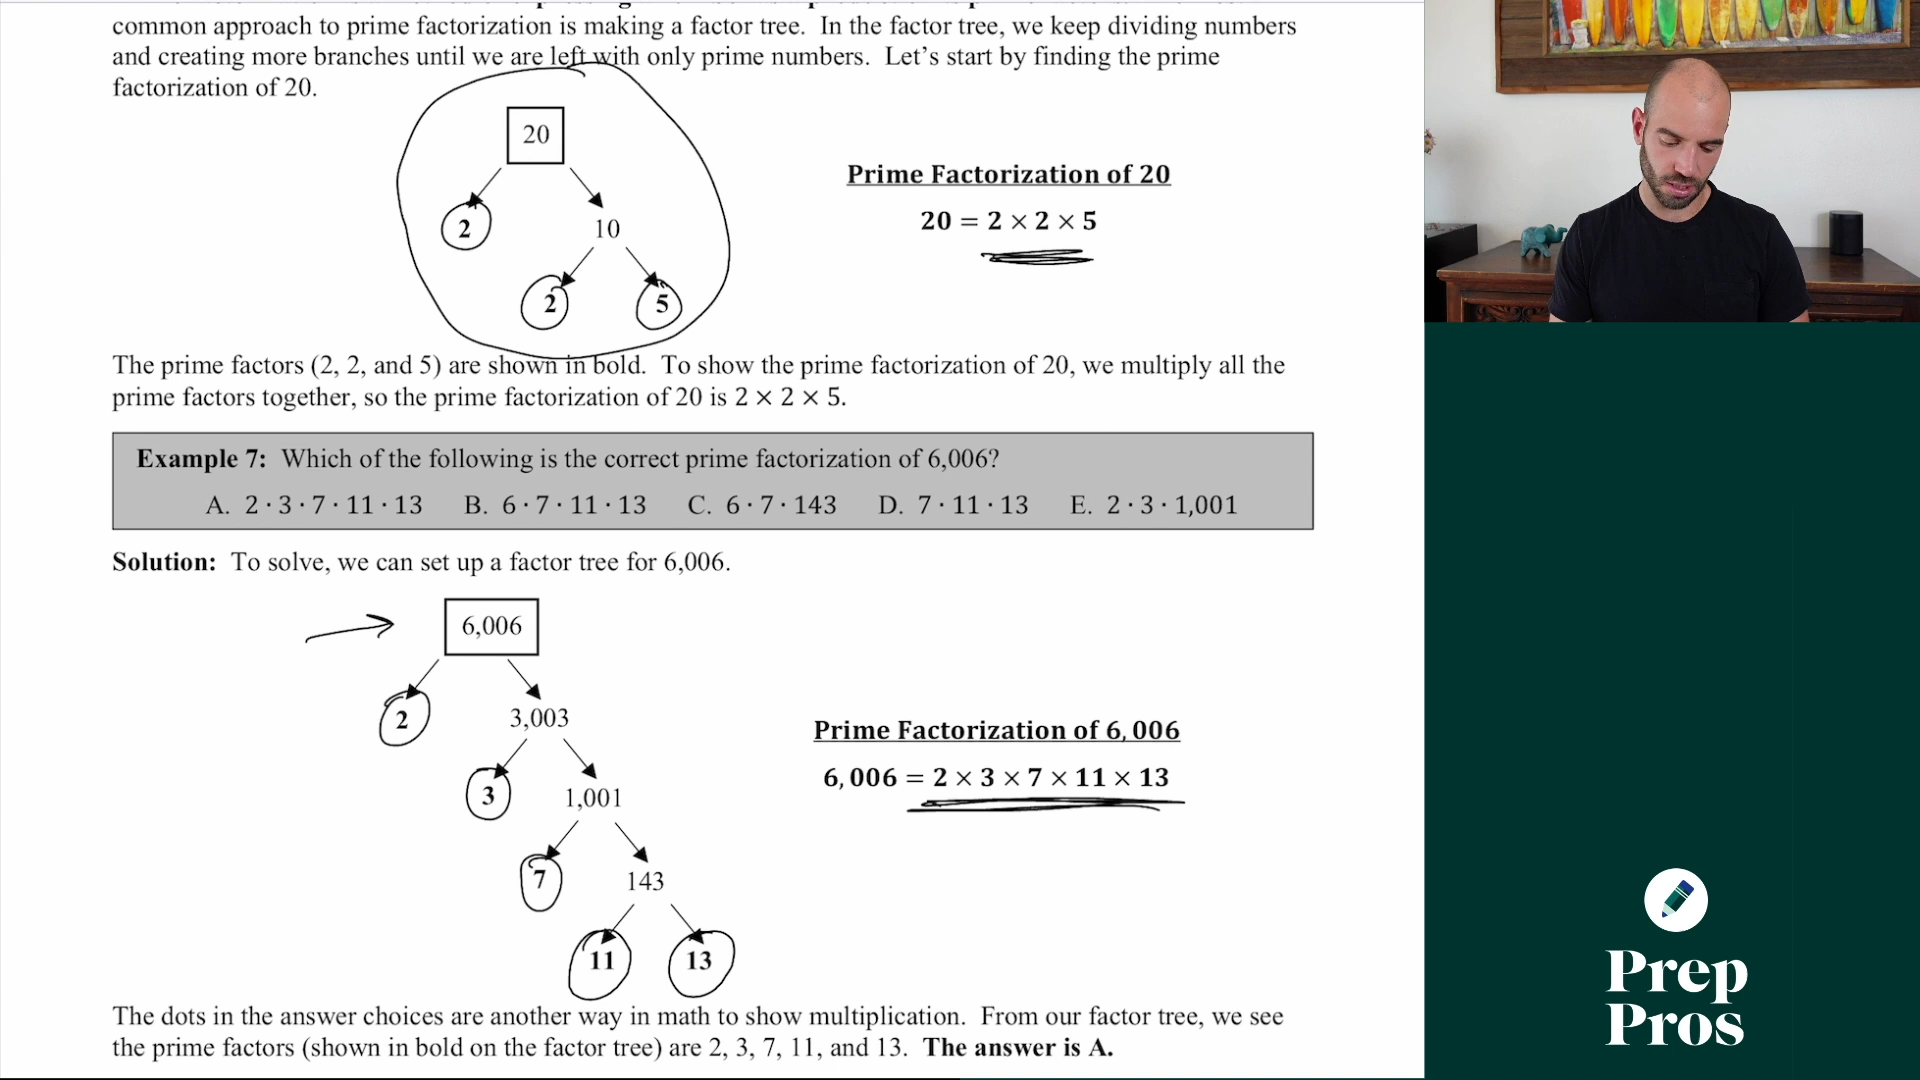 common approach to prime factorization is making a factor tree. In the factor tree, we keep dividing numbers
and creating more branches until we are left with only prime numbers. Let's start by finding the prime
factorization of 20.
20
2
10
2
5
Prime Factorization of 20
20 = 2 × 2 × 5
The prime factors (2, 2, and 5) are shown in bold. To show the prime factorization of 20, we multiply all the
prime factors together, so the prime factorization of 20 is 2 × 2 × 5.
Example 7: Which of the following is the correct prime factorization of 6,006?
A. 2 · 3 · 7 · 11 · 13 B. 6 · 7 · 11 · 13 C. 6 · 7 · 143 D. 7 · 11 · 13 E. 2 · 3 · 1,001
Solution: To solve, we can set up a factor tree for 6,006.
6,006
2
3,003
3
1,001
7
143
11
13
Prime Factorization of 6,006
6,006 = 2 × 3 × 7 × 11 × 13
The dots in the answer choices are another way in math to show multiplication. From our factor tree, we see
the prime factors (shown in bold on the factor tree) are 2, 3, 7, 11, and 13. The answer is A.
Prep
Pros